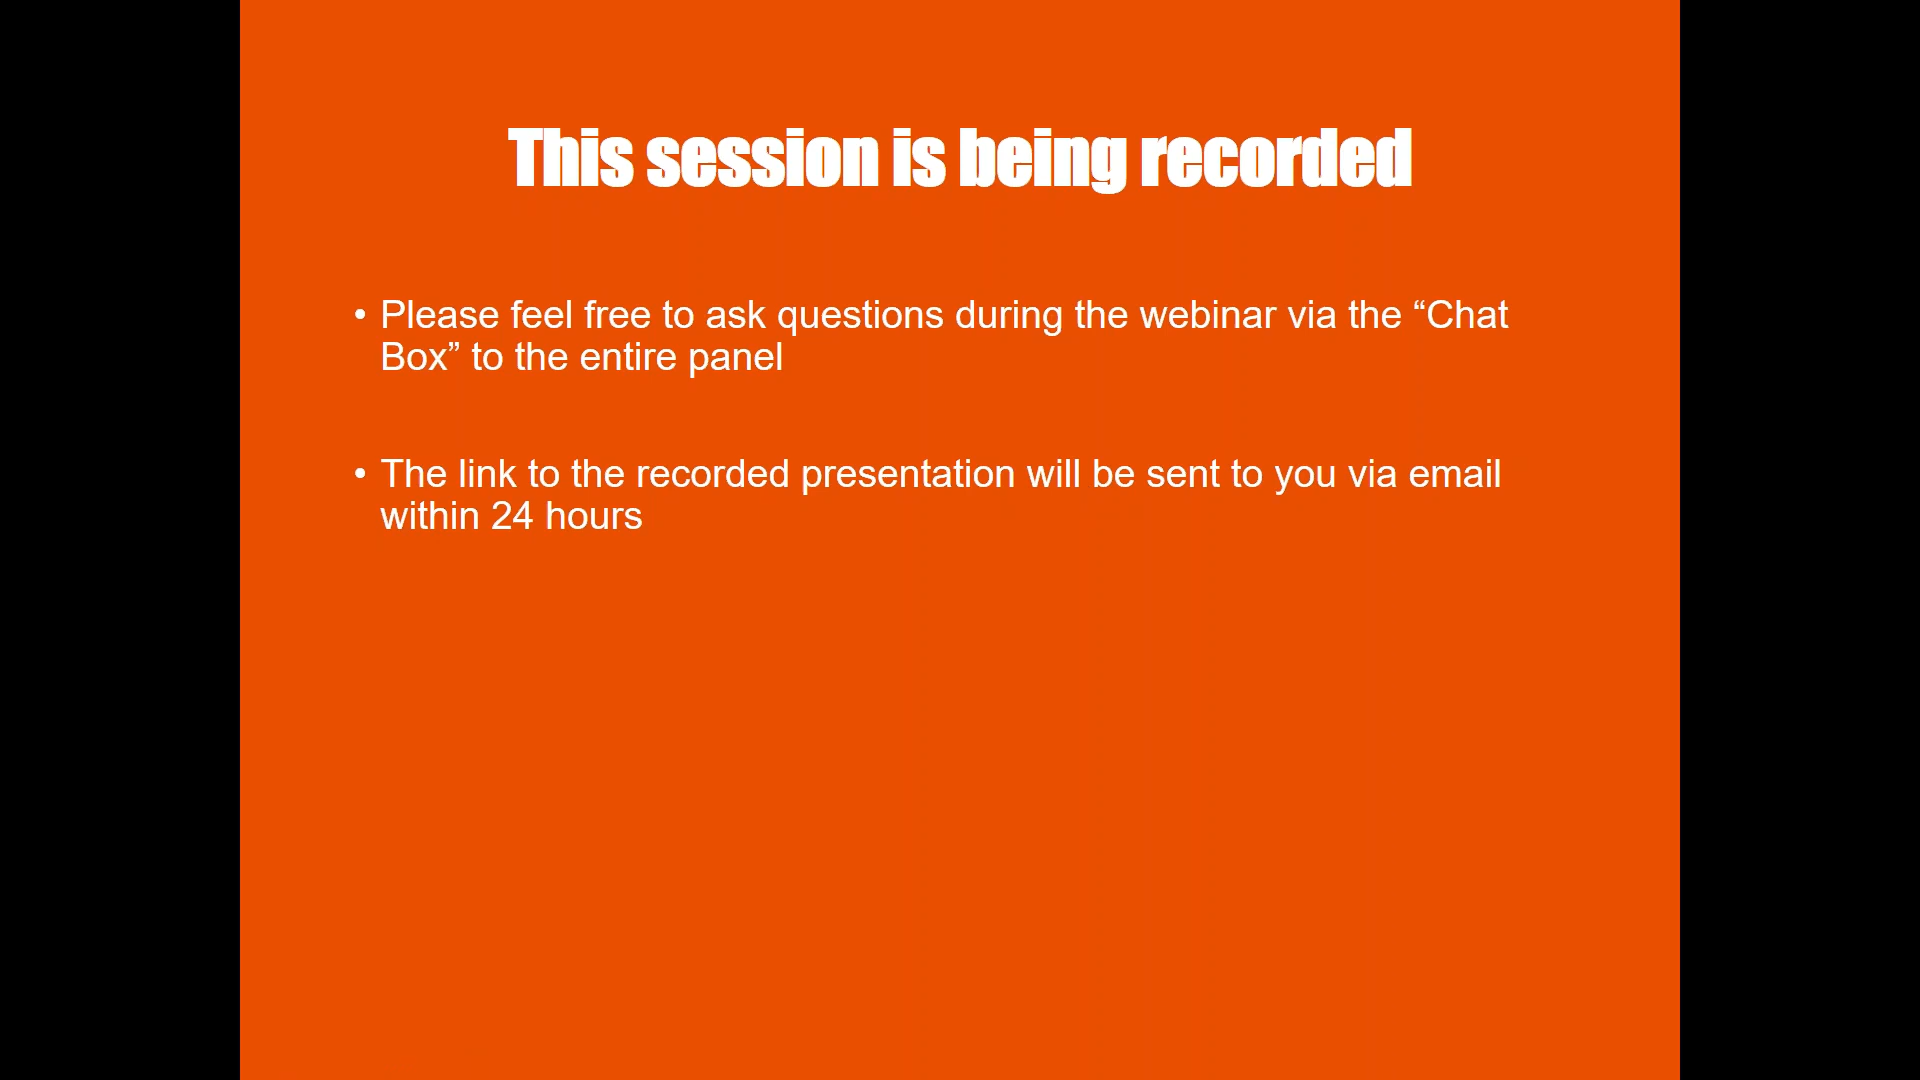 This session is being recorded
• Please feel free to ask questions during the webinar via the “Chat
Box” to the entire panel
• The link to the recorded presentation will be sent to you via email
within 24 hours